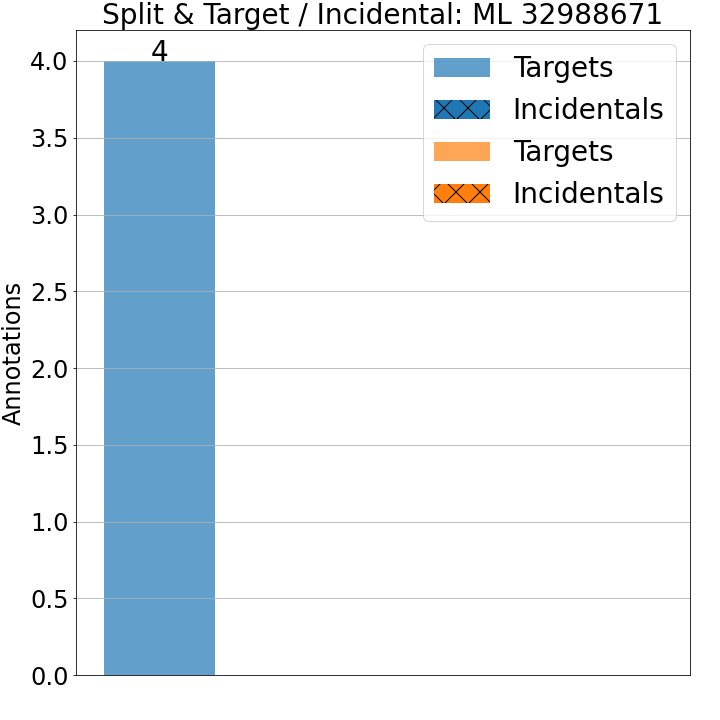 Split & Target / Incidental: ML 32988671
4
4.0
3.5
3.0
2.5
2.0
1.5
1.0
0.5
0.0
Annotations
Targets
Incidentals
Targets
Incidentals